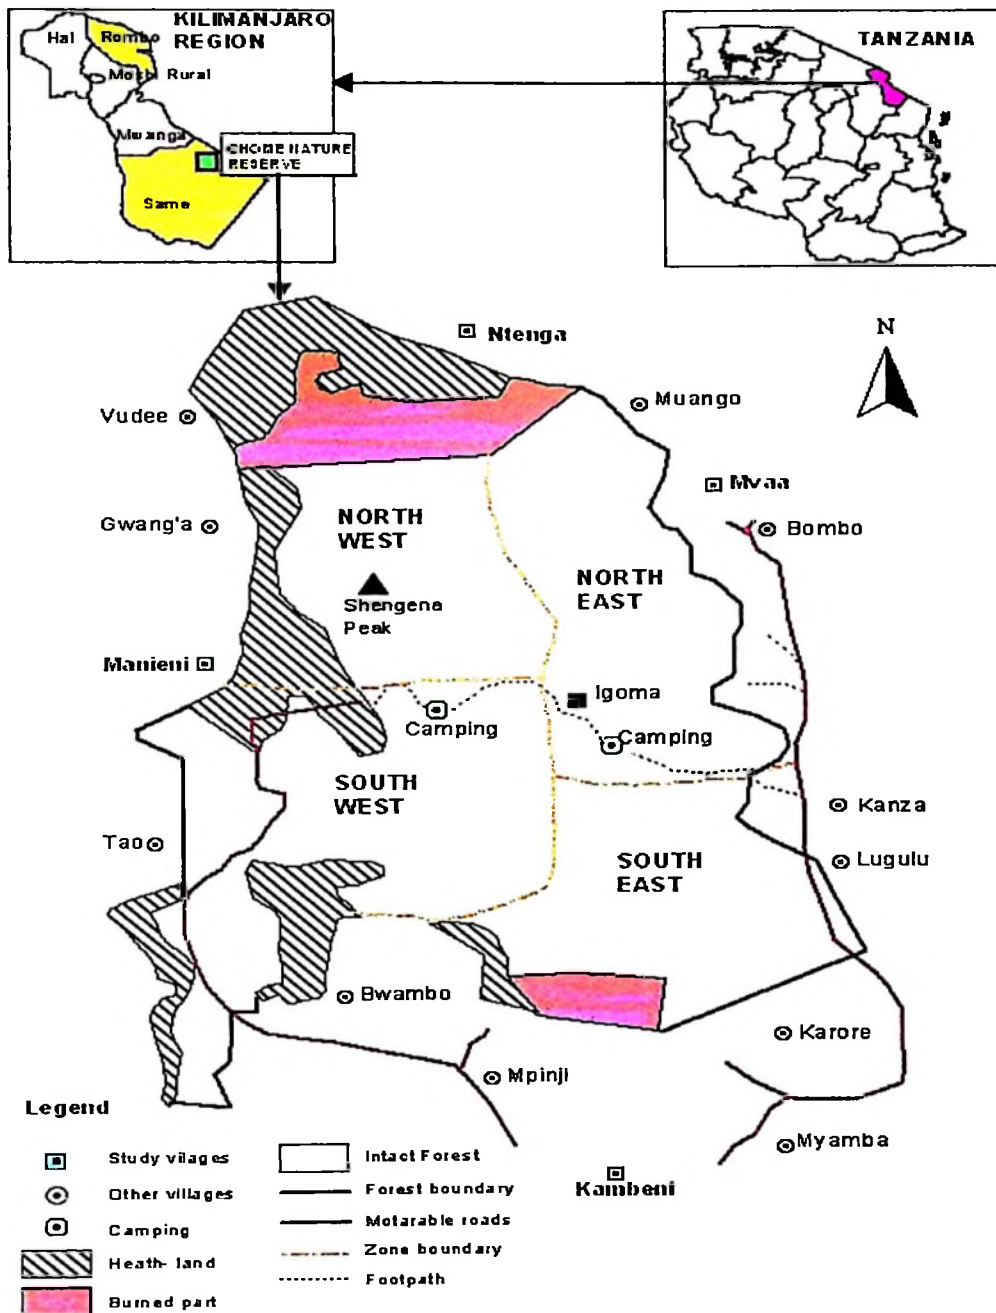 KILIMANJARO
REGION
Hai
Rombo
Moshi Rural
Mwanga
CHOME NATURE
RESERVE
Same
TANZANIA
Ntenga
N
Vudee
Muango
Mvaa
Gwang'a
NORTH
WEST
Bombo
NORTH
EAST
Shengena
Peak
Manieni
Igoma
Camping
Camping
SOUTH
WEST
Kanza
Tao
SOUTH
EAST
Lugulu
Bwambo
Karore
Mpinji
Myamba
Kambeni
Legend
Study vilages
Other villages
Camping
Heath-land
Burned part
Intact Forest
Forest boundary
Motarable roads
Zone boundary
Footpath